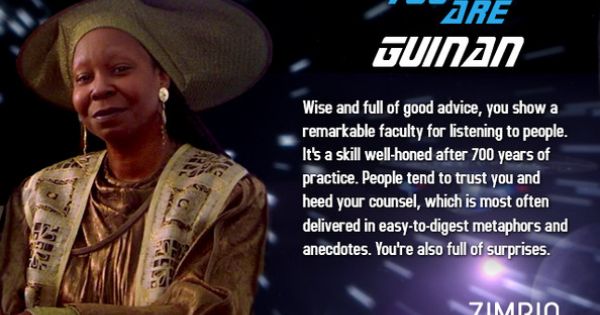 YOU
ARE
GUINAN
Wise and full of good advice, you show a
remarkable faculty for listening to people.
It's a skill well-honed after 700 years of
practice. People tend to trust you and
heed your counsel, which is most often
delivered in easy-to-digest metaphors and
anecdotes. You're also full of surprises.
ZIMBIO